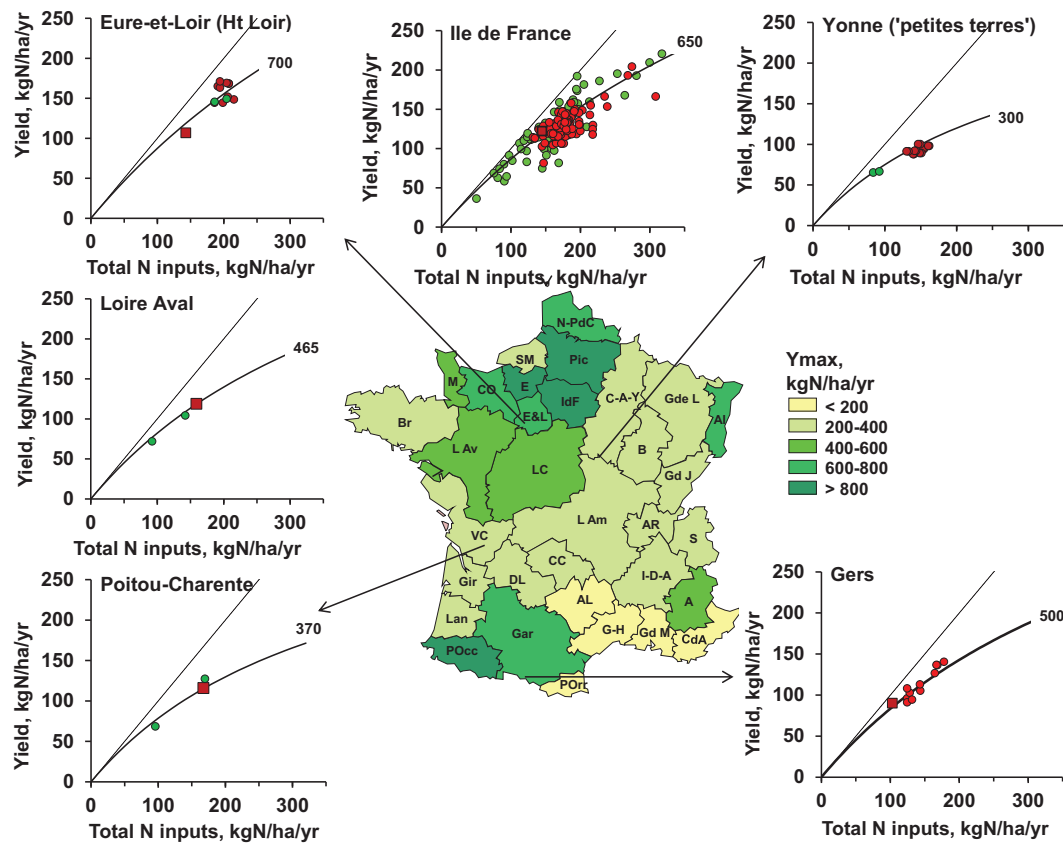 Eure-et-Loir (Ht Loir)
Yield, kgN/ha/yr
250
200
150
100
50
0
700
0 100 200 300
Total N inputs, kgN/ha/yr
Ile de France
Yield, kgN/ha/yr
250
200
150
100
50
0
650
0 100 200 300
Total N inputs, kgN/ha/yr
Yonne ('petites terres')
Yield, kgN/ha/yr
250
200
150
100
50
0
300
0 100 200 300
Total N inputs, kgN/ha/yr
Loire Aval
Yield, kgN/ha/yr
250
200
150
100
50
0
465
0 100 200 300
Total N inputs, kgN/ha/yr
N-PdC
SM
Pic
M
CO
E
IdF
C-A-Y
Gde L
Al
E&L
Br
L Av
LC
B
Gd J
L Am
AR
VC
S
CC
I-D-A
Gir
DL
AL
A
Lan
Gar
G-H
Gd M
CdA
POcc
POrr
Ymax,
kgN/ha/yr
< 200
200-400
400-600
600-800
> 800
Poitou-Charente
Yield, kgN/ha/yr
250
200
150
100
50
0
370
0 100 200 300
Total N inputs, kgN/ha/yr
Gers
Yield, kgN/ha/yr
250
200
150
100
50
0
500
0 100 200 300
Total N inputs, kgN/ha/yr